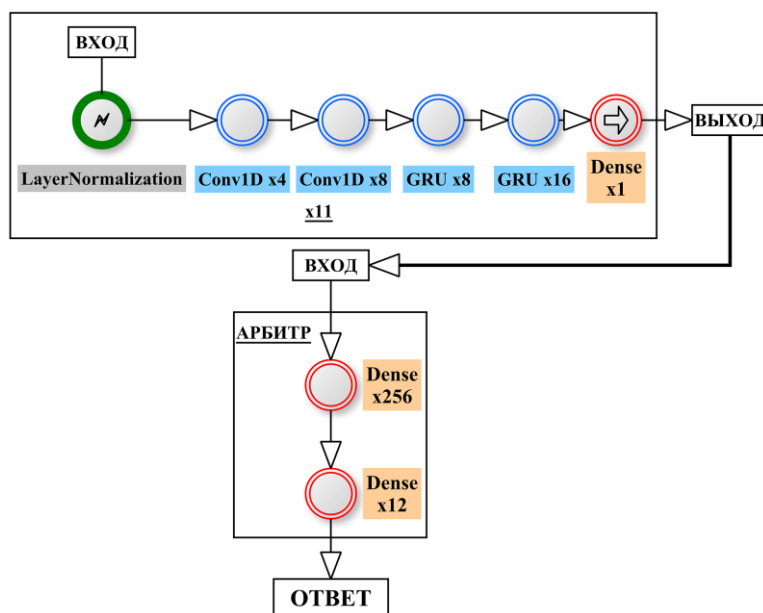 ВХОД
LayerNormalization
Conv1D x4
Conv1D x8
GRU x8
GRU x16
Dense
x1
ВЫХОД
x11
ВХОД
АРБИТР
Dense
x256
Dense
x12
ОТВЕТ